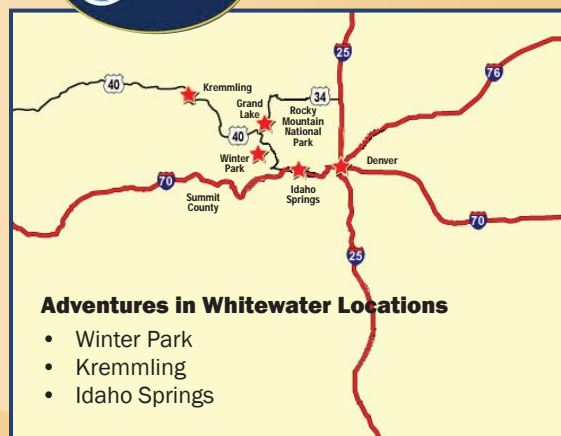 25
76
40
Kremmling
Grand
Lake
34
Rocky
Mountain
National
Park
40
Winter
Park
Denver
70
Summit
County
Idaho
Springs
70
25
Adventures in Whitewater Locations
• Winter Park
• Kremmling
• Idaho Springs